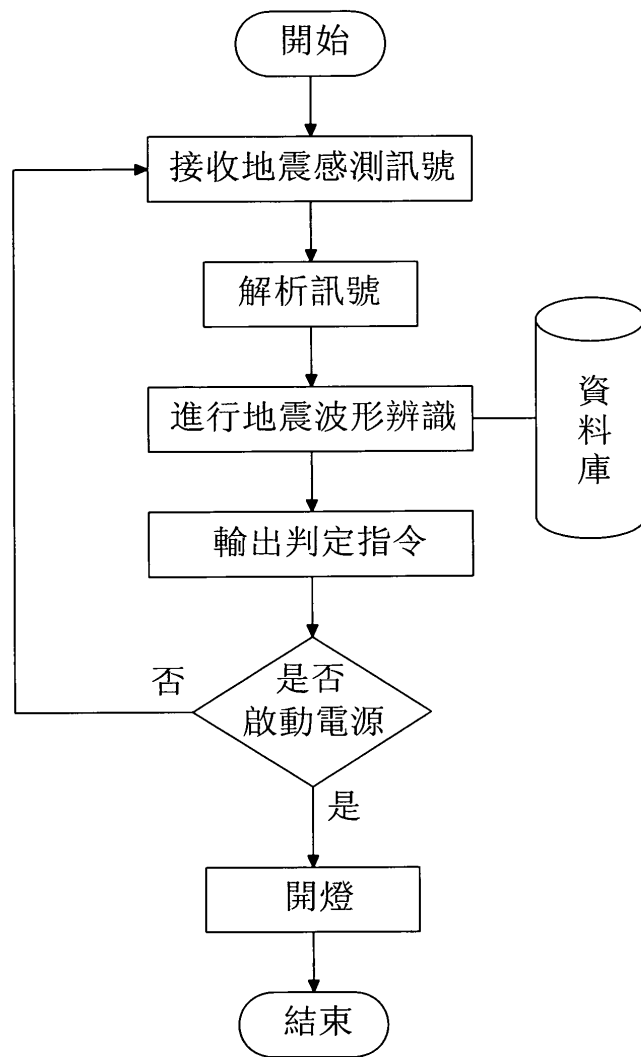 開始
接收地震感測訊號
解析訊號
進行地震波形辨識
資
料
庫
輸出判定指令
否
是否
啟動電源
是
開燈
結束